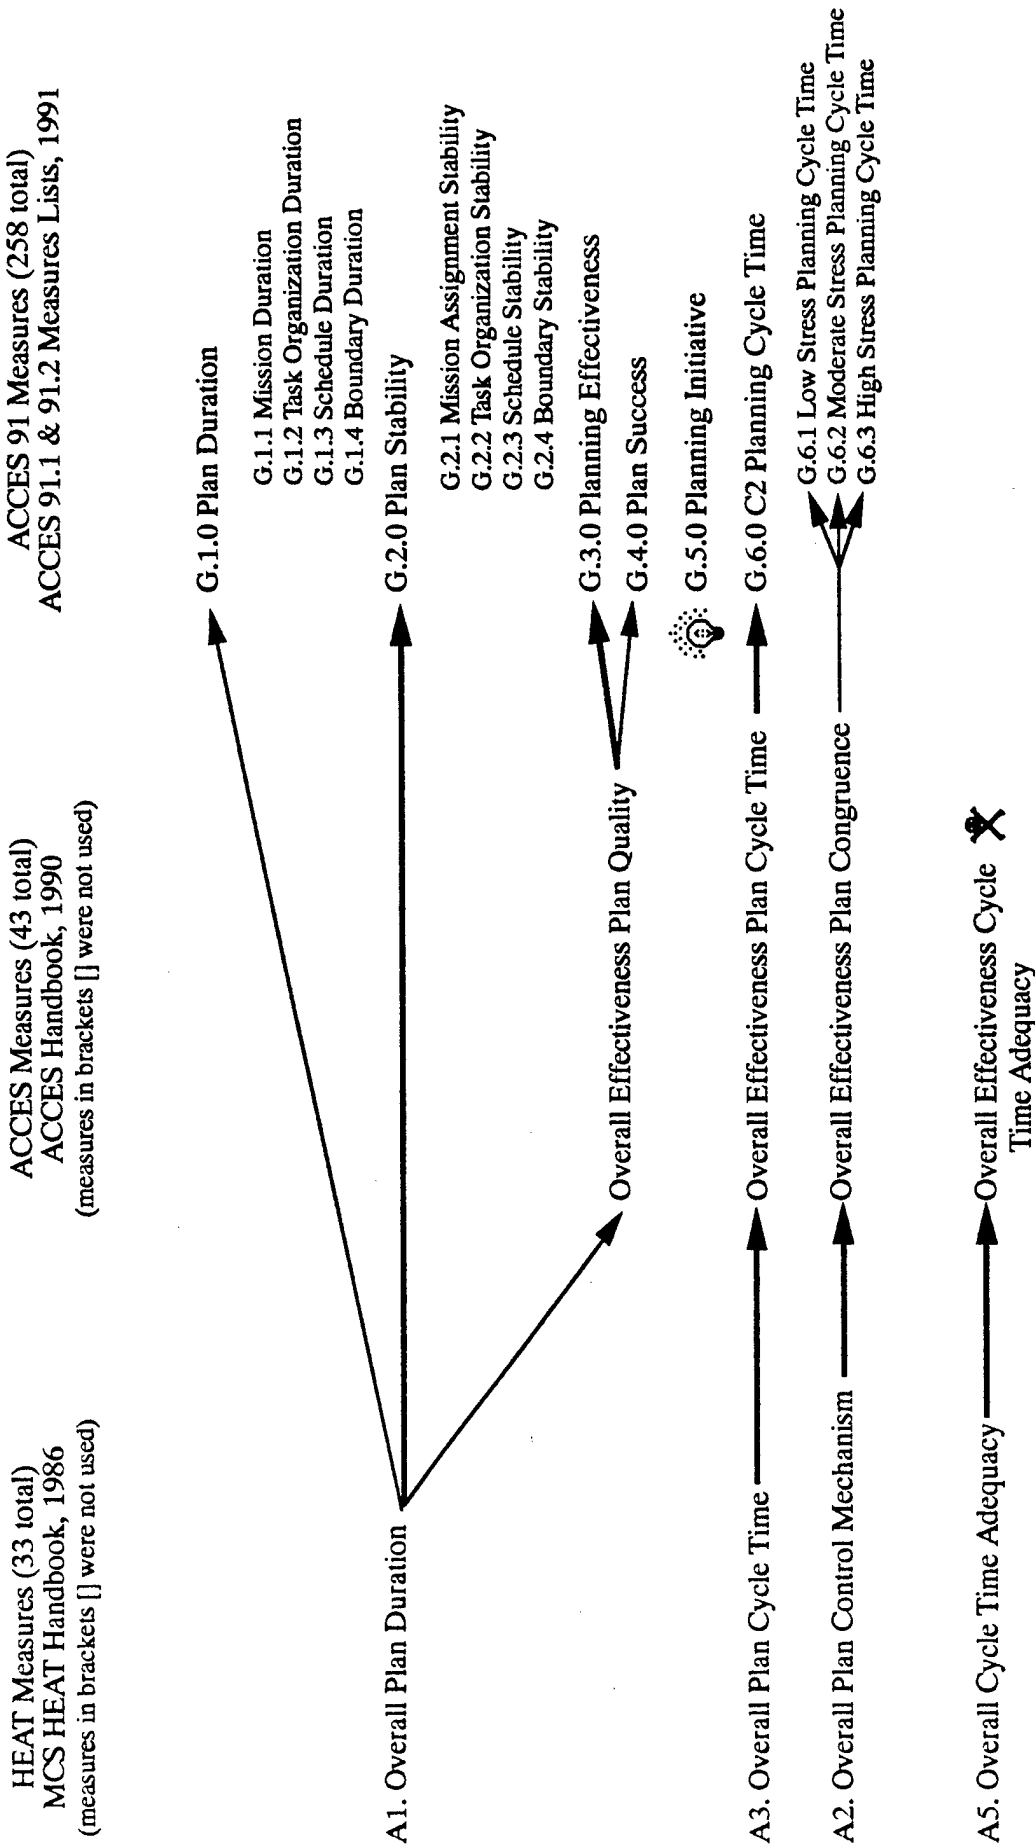 HEAT Measures (33 total)
MCS HEAT Handbook, 1986
(measures in brackets [] were not used)
ACCES Measures (43 total)
ACCES Handbook, 1990
(measures in brackets [] were not used)
ACCES 91 Measures (258 total)
ACCES 91.1 & 91.2 Measures Lists, 1991
A1. Overall Plan Duration
G.1.0 Plan Duration
G.1.1 Mission Duration
G.1.2 Task Organization Duration
G.1.3 Schedule Duration
G.1.4 Boundary Duration
G.2.0 Plan Stability
G.2.1 Mission Assignment Stability
G.2.2 Task Organization Stability
G.2.3 Schedule Stability
G.2.4 Boundary Stability
Overall Effectiveness Plan Quality
G.3.0 Planning Effectiveness
G.4.0 Plan Success
G.5.0 Planning Initiative
A3. Overall Plan Cycle Time
Overall Effectiveness Plan Cycle Time
G.6.0 C2 Planning Cycle Time
A2. Overall Plan Control Mechanism
Overall Effectiveness Plan Congruence
G.6.1 Low Stress Planning Cycle Time
G.6.2 Moderate Stress Planning Cycle Time
G.6.3 High Stress Planning Cycle Time
A5. Overall Cycle Time Adequacy
Overall Effectiveness Cycle
Time Adequacy